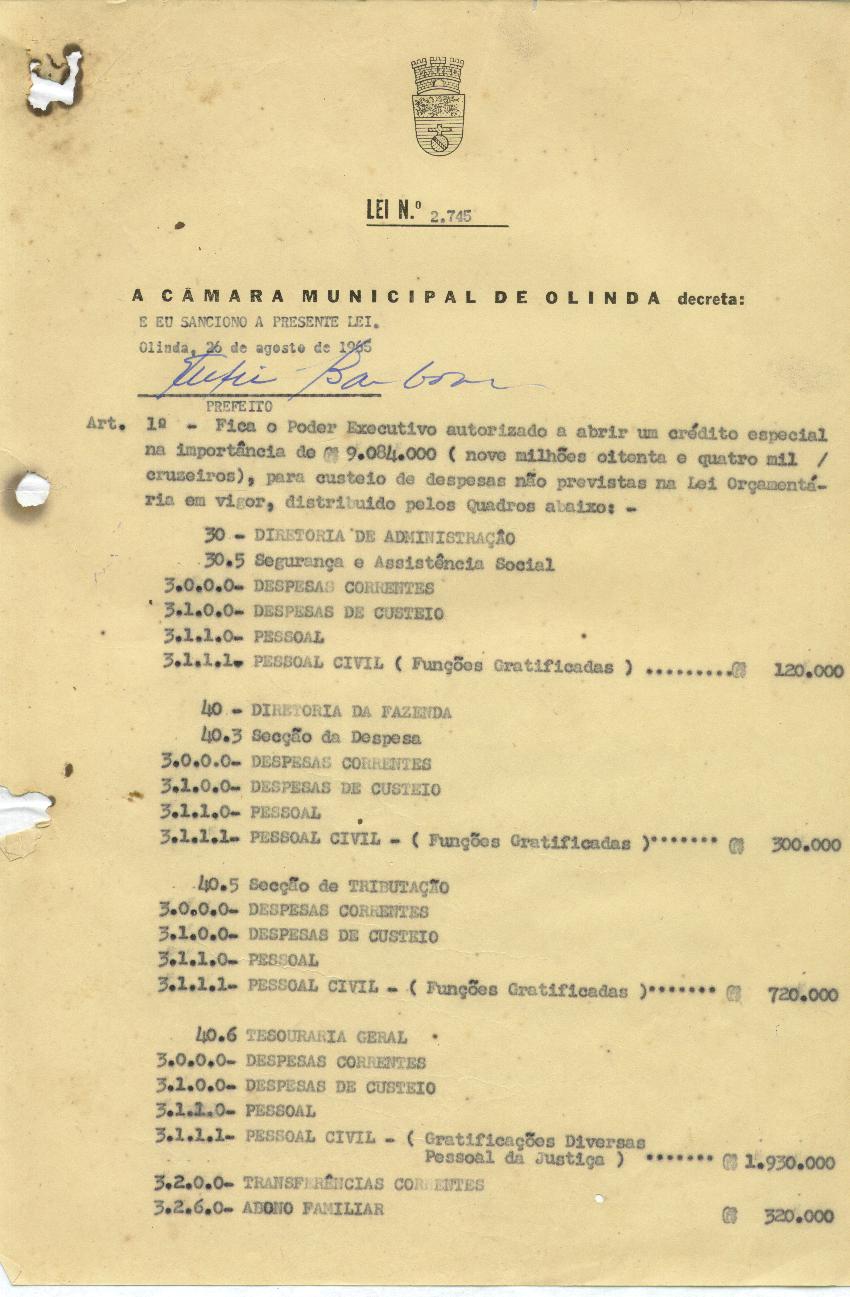 LEI N.º 2.745
A CÂMARA MUNICIPAL DE OLINDA decreta:
E EU SANCIONO A PRESENTE LEI.
Olinda, 26 de agosto de 1965
Barbosa
PREFEITO
Art. 1º - Fica o Poder Executivo autorizado a abrir um crédito especial
na importância de ₢ 9.084.000 ( nove milhões oitenta e quatro mil /
cruzeiros), para custeio de despesas não previstas na Lei Orçamentá-
ria em vigor, distribuido pelos Quadros abaixo: -
30 - DIRETORIA DE ADMINISTRAÇÃO
30.5 Segurança e Assistência Social
3.0.0.0- DESPESAS CORRENTES
3.1.0.0- DESPESAS DE CUSTEIO
3.1.1.0- PESSOAL
3.1.1.1. PESSOAL CIVIL ( Funções Gratificadas ) .........₢ 120.000
40 - DIRETORIA DA FAZENDA
40.3 Secção da Despesa
3.0.0.0- DESPESAS CORRENTES
3.1.0.0- DESPESAS DE CUSTEIO
3.1.1.0- PESSOAL
3.1.1.1- PESSOAL CIVIL - ( Funções Gratificadas )....... ₢ 300.000
40.5 Secção de TRIBUTAÇÃO
3.0.0.0- DESPESAS CORRENTES
3.1.0.0- DESPESAS DE CUSTEIO
3.1.1.0- PESSOAL
3.1.1.1- PESSOAL CIVIL - ( Funções Gratificadas )....... ₢ 720.000
40.6 TESOURARIA GERAL
3.0.0.0- DESPESAS CORRENTES
3.1.0.0- DESPESAS DE CUSTEIO
3.1.1.0- PESSOAL
3.1.1.1- PESSOAL CIVIL - ( Gratificações Diversas
Pessoal da Justiça ) ....... ₢ 1.930.000
3.2.0.0- TRANSFERÊNCIAS CORRENTES
3.2.6.0- ABONO FAMILIAR ₢ 320.000